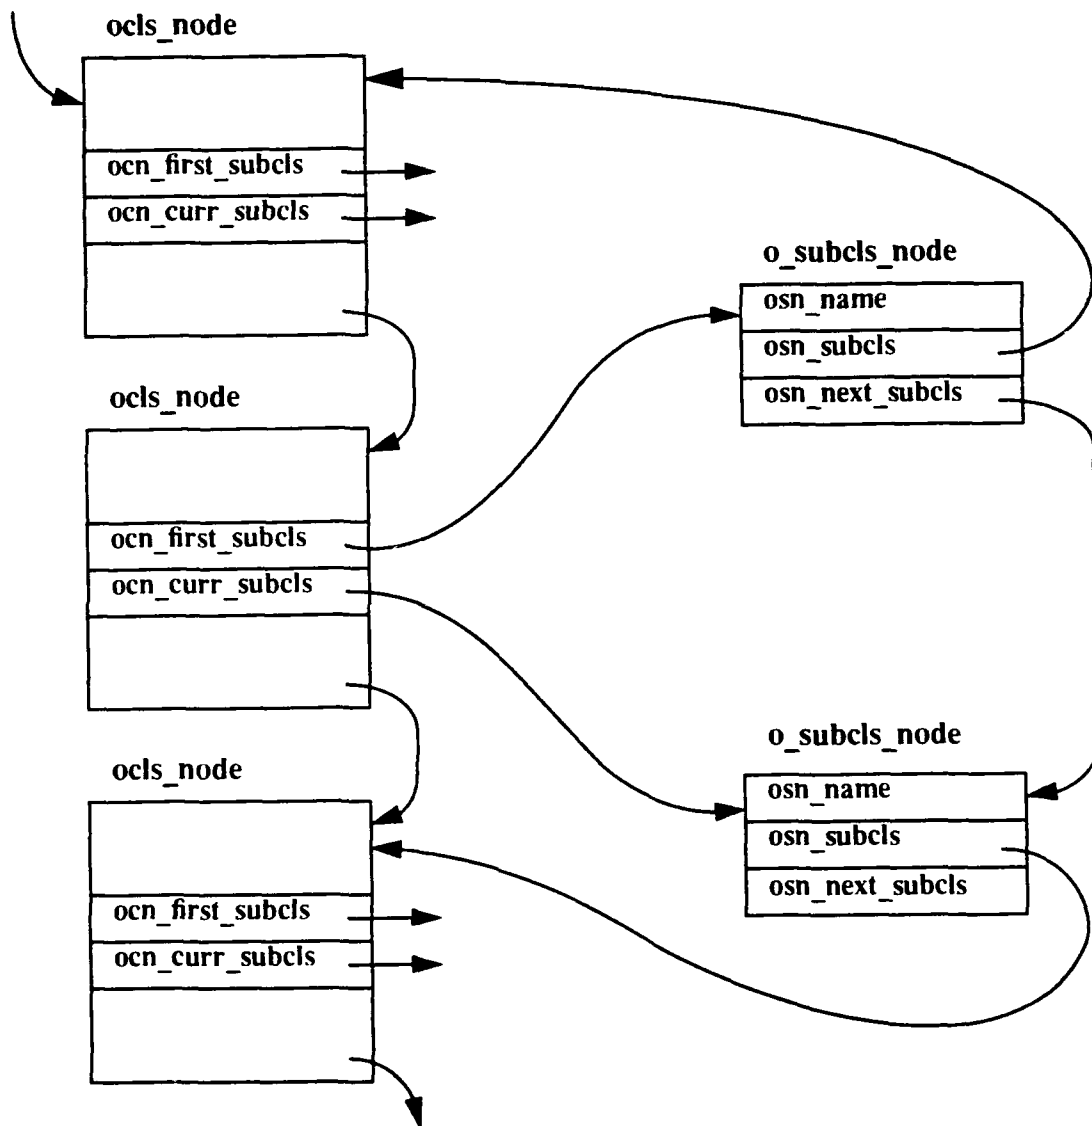 ocls_node
ocn_first_subcls
ocn_curr_subcls
o_subcls_node
osn_name
osn_subcls
osn_next_subcls
ocls_node
ocn_first_subcls
ocn_curr_subcls
o_subcls_node
osn_name
osn_subcls
osn_next_subcls
ocls_node
ocn_first_subcls
ocn_curr_subcls